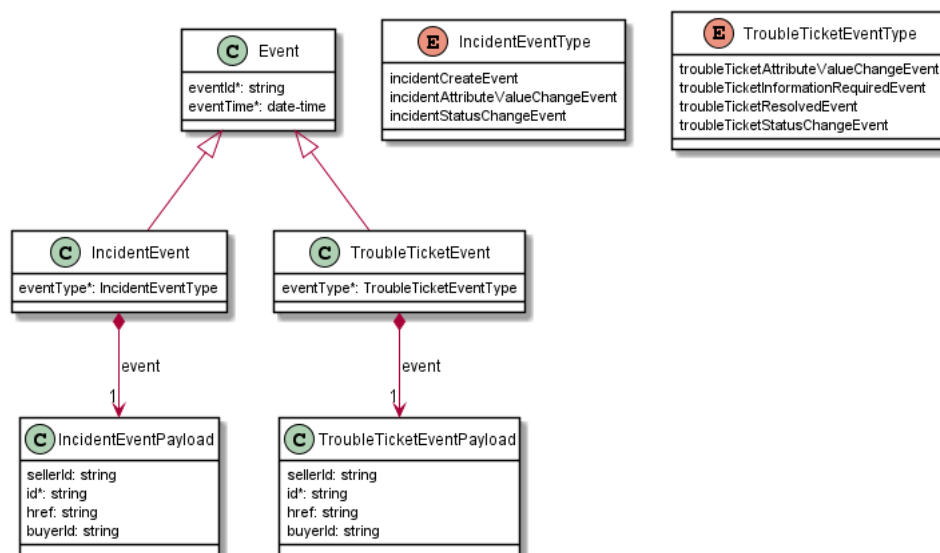 C Event
eventId*: string
eventTime*: date-time
E IncidentEventType
incidentCreateEvent
incidentAttributeValueChangeEvent
incidentStatusChangeEvent
E TroubleTicketEventType
troubleTicketAttributeValueChangeEvent
troubleTicketInformationRequiredEvent
troubleTicketResolvedEvent
troubleTicketStatusChangeEvent
C IncidentEvent
eventType*: IncidentEventType
C TroubleTicketEvent
eventType*: TroubleTicketEventType
event
1
event
1
C IncidentEventPayload
sellerId: string
id*: string
href: string
buyerId: string
C TroubleTicketEventPayload
sellerId: string
id*: string
href: string
buyerId: string